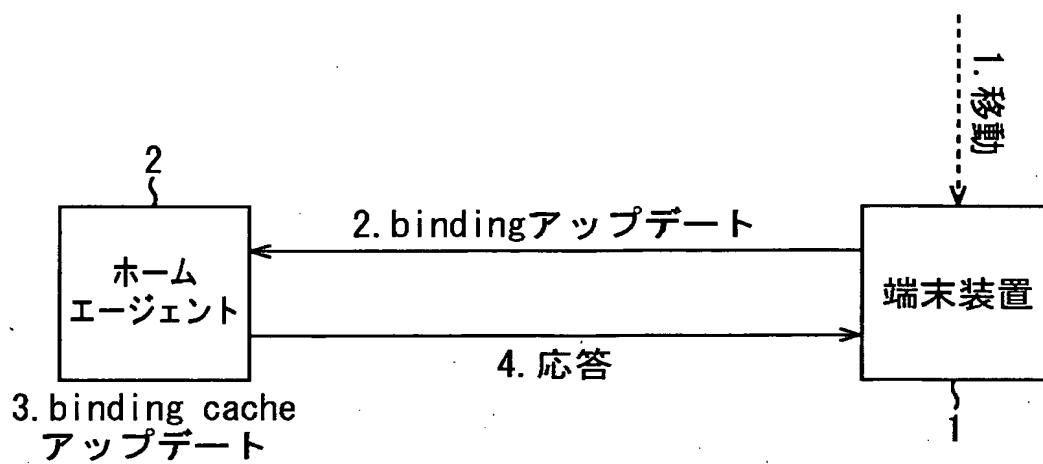 1.移動
2
2.bindingアップデート
ホーム
エージェント
端末装置
4.応答
3.binding cache
アップデート
1